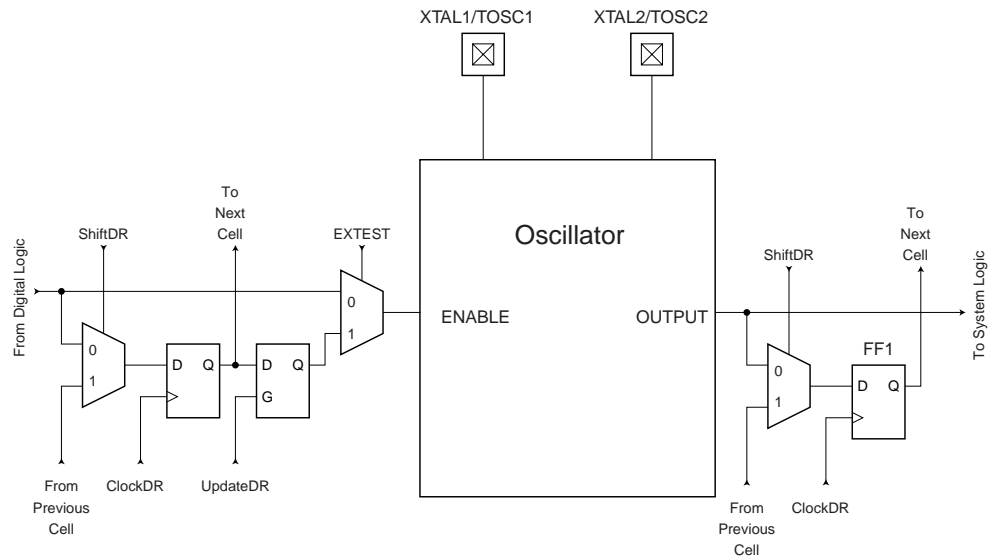 XTAL1/TOSC1
XTAL2/TOSC2
To
Next
Cell
ShiftDR
EXTEST
From Digital Logic
0
1
D
Q
D
Q
G
0
1
From
Previous
Cell
ClockDR
UpdateDR
Oscillator
ENABLE
OUTPUT
To
Next
Cell
ShiftDR
To System Logic
FF1
0
1
D
Q
From
Previous
Cell
ClockDR